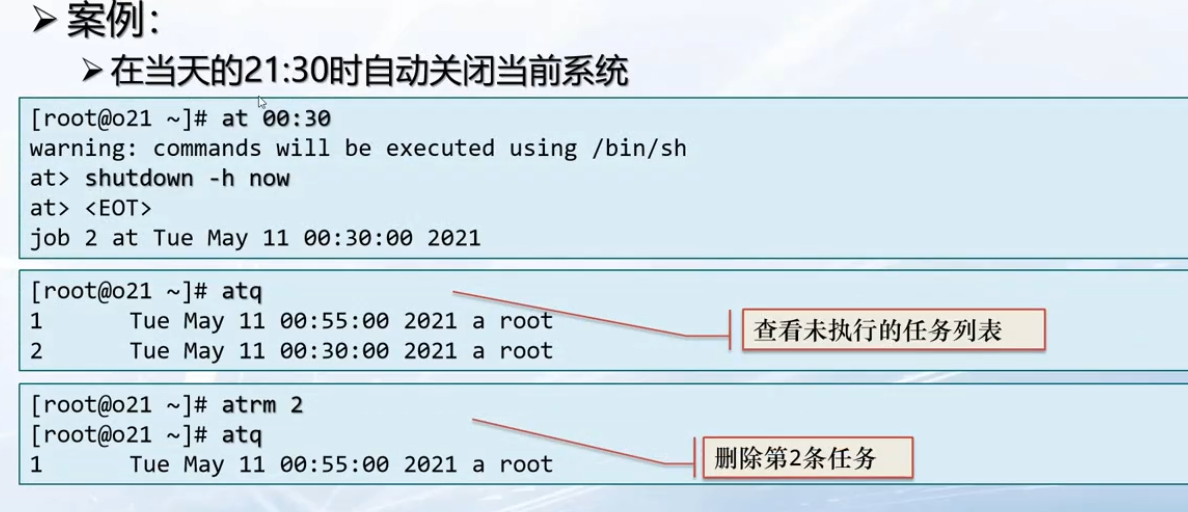 案例：
在当天的21:30时自动关闭当前系统
[root@o21 ~]# at 00:30
warning: commands will be executed using /bin/sh
at> shutdown -h now
at> <EOT>
job 2 at Tue May 11 00:30:00 2021
[root@o21 ~]# atq
1 Tue May 11 00:55:00 2021 a root
2 Tue May 11 00:30:00 2021 a root
查看未执行的任务列表
[root@o21 ~]# atrm 2
[root@o21 ~]# atq
1 Tue May 11 00:55:00 2021 a root
删除第2条任务